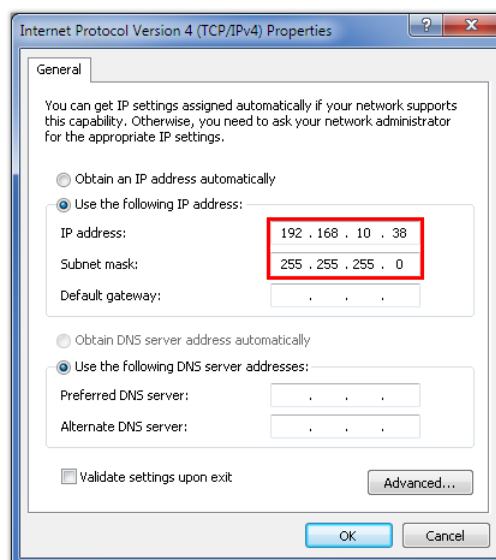 Internet Protocol Version 4 (TCP/IPv4) Properties
General
You can get IP settings assigned automatically if your network supports
this capability. Otherwise, you need to ask your network administrator
for the appropriate IP settings.
Obtain an IP address automatically
Use the following IP address:
IP address: 192 . 168 . 10 . 38
Subnet mask: 255 . 255 . 255 . 0
Default gateway: . . .
Obtain DNS server address automatically
Use the following DNS server addresses:
Preferred DNS server: . . .
Alternate DNS server: . . .
Validate settings upon exit
Advanced...
OK Cancel